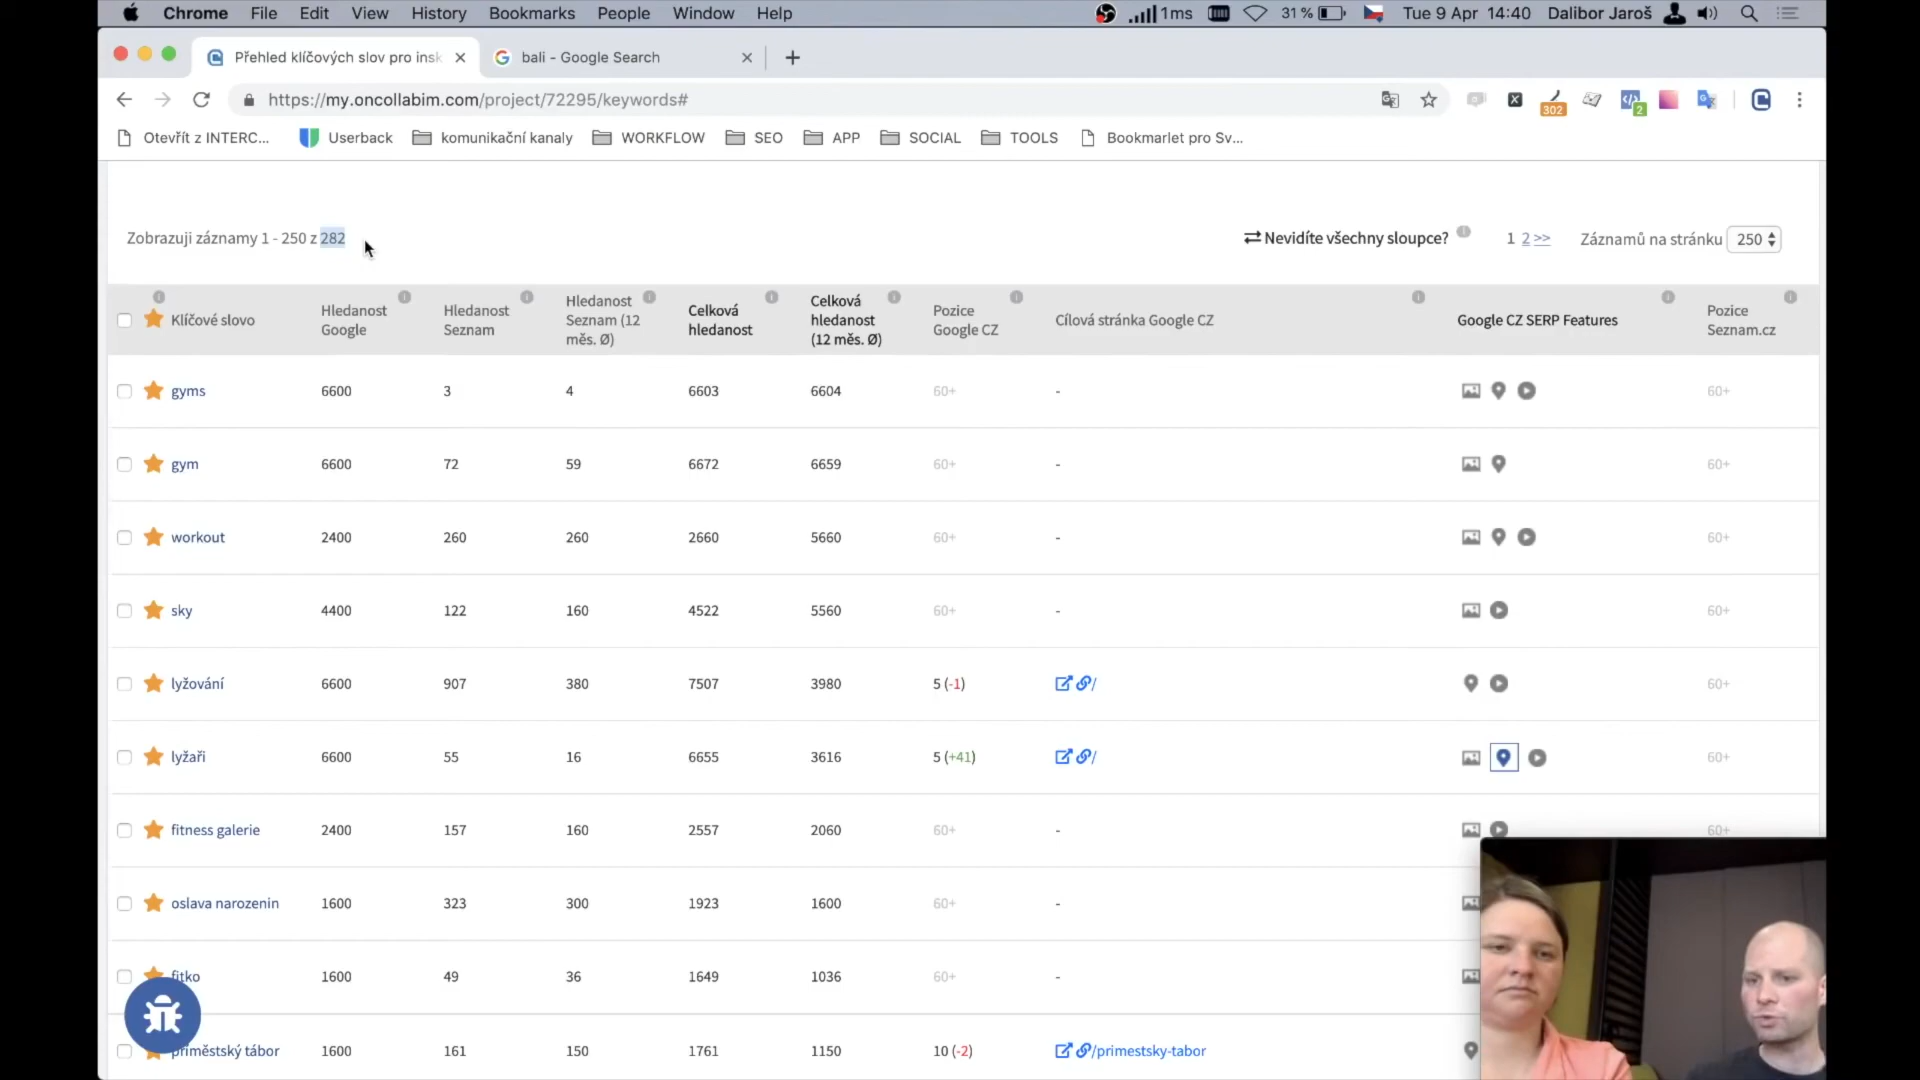 Chrome File Edit View History Bookmarks People Window Help 1ms 31 % Tue 9 Apr 14:40 Dalibor Jaroš
Přehled klíčových slov pro insk bali - Google Search
https://my.oncollabim.com/project/72295/keywords# 302 2
Otevřít z INTERC... Userback komunikační kanaly WORKFLOW SEO APP SOCIAL TOOLS Bookmarlet pro Sv...
Zobrazuji záznamy 1 - 250 z 282 Nevidíte všechny sloupce? 1 2 >> Záznamů na stránku 250
Klíčové slovo Hledanost Google Hledanost Seznam Hledanost Seznam (12 měs. Ø) Celková hledanost Celková hledanost (12 měs. Ø) Pozice Google CZ Cílová stránka Google CZ Google CZ SERP Features Pozice Seznam.cz
gyms 6600 3 4 6603 6604 60+ - 60+
gym 6600 72 59 6672 6659 60+ - 60+
workout 2400 260 260 2660 5660 60+ - 60+
sky 4400 122 160 4522 5560 60+ - 60+
lyžování 6600 907 380 7507 3980 5 (-1) / 60+
lyžaři 6600 55 16 6655 3616 5 (+41) / 60+
fitness galerie 2400 157 160 2557 2060 60+ - 60+
oslava narozenin 1600 323 300 1923 1600 60+ -
fitko 1600 49 36 1649 1036 60+ -
příměstský tábor 1600 161 150 1761 1150 10 (-2) /primestsky-tabor